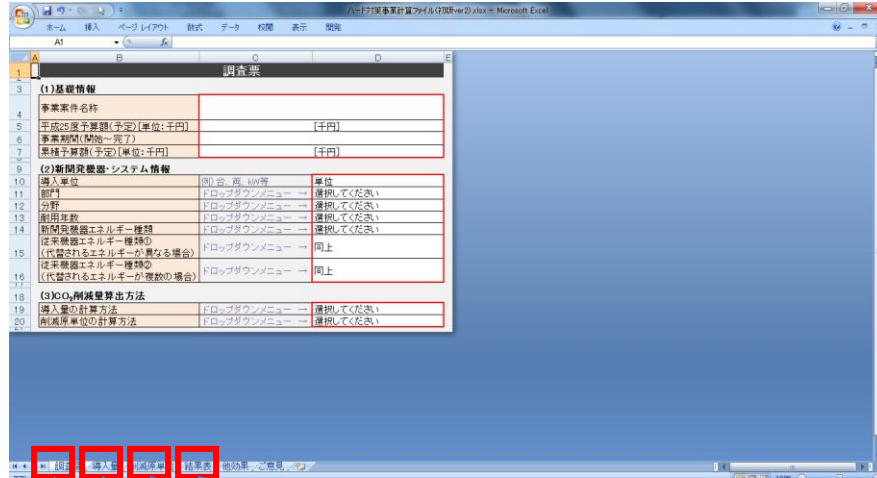 ハード対策事業計算ファイル(H25Fver2).xlsx - Microsoft Excel
ホーム 挿入 ページ レイアウト 数式 データ 校閲 表示 開発
A1 fx
A B C D E
1 調査票
3 (1)基礎情報
4 事業案件名称
5 平成25度予算額(予定)[単位:千円] [千円]
6 事業期間(開始～完了)
7 累積予算額(予定)[単位:千円] [千円]
9 (2)新開発機器・システム情報
10 導入単位 例)台、両、kW等 単位
11 部門 ドロップダウンメニュー → 選択してください
12 分野 ドロップダウンメニュー → 選択してください
13 耐用年数 ドロップダウンメニュー → 選択してください
14 新開発機器エネルギー種類 ドロップダウンメニュー → 選択してください
従来機器エネルギー種類①
15 (代替されるエネルギーが異なる場合) ドロップダウンメニュー → 同上
従来機器エネルギー種類②
16 (代替されるエネルギーが複数の場合) ドロップダウンメニュー → 同上
18 (3)CO₂削減量算出方法
19 導入量の計算方法 ドロップダウンメニュー → 選択してください
20 削減原単位の計算方法 ドロップダウンメニュー → 選択してください
調査票 導入量 削減原単位 結果表 他効果 ご意見